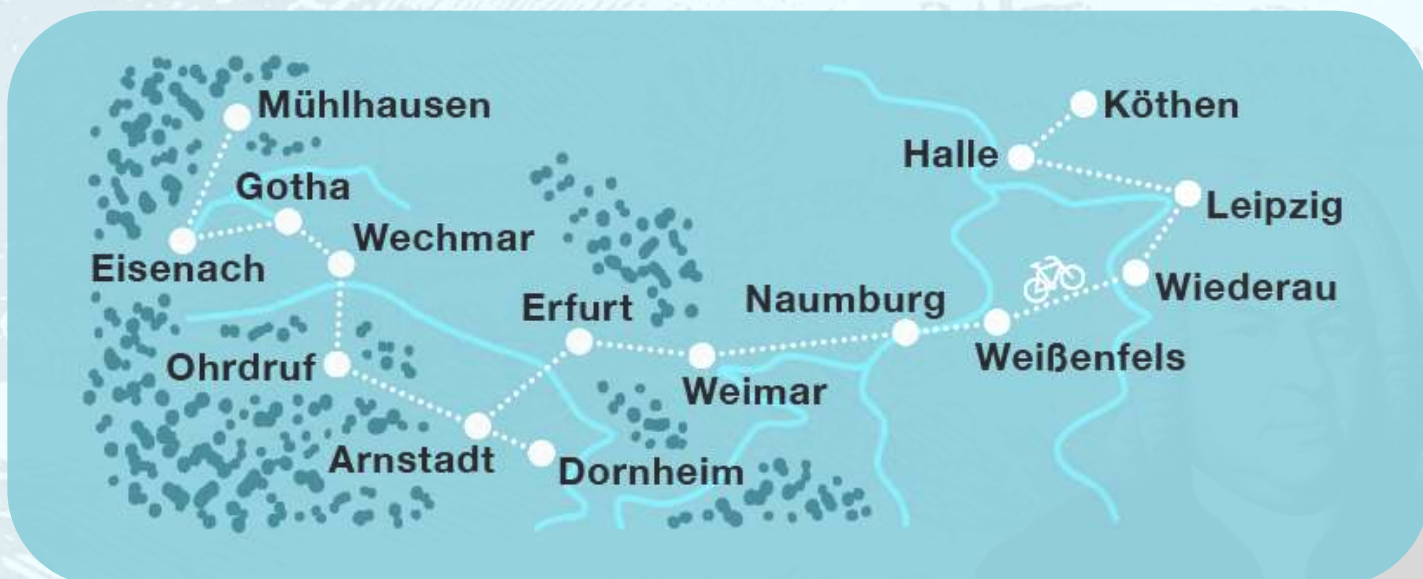 Mühlhausen
Köthen
Halle
Gotha
Leipzig
Wechmar
Eisenach
Wiederau
Naumburg
Erfurt
Weißenfels
Ohrdruf
Weimar
Arnstadt
Dornheim